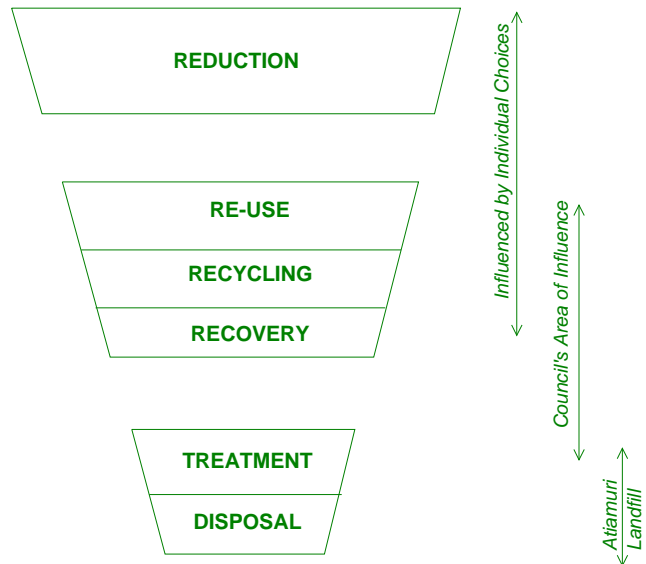 REDUCTION
RE-USE
RECYCLING
RECOVERY
TREATMENT
DISPOSAL
Influenced by Individual Choices
Council's Area of Influence
Atiamuri
Landfill